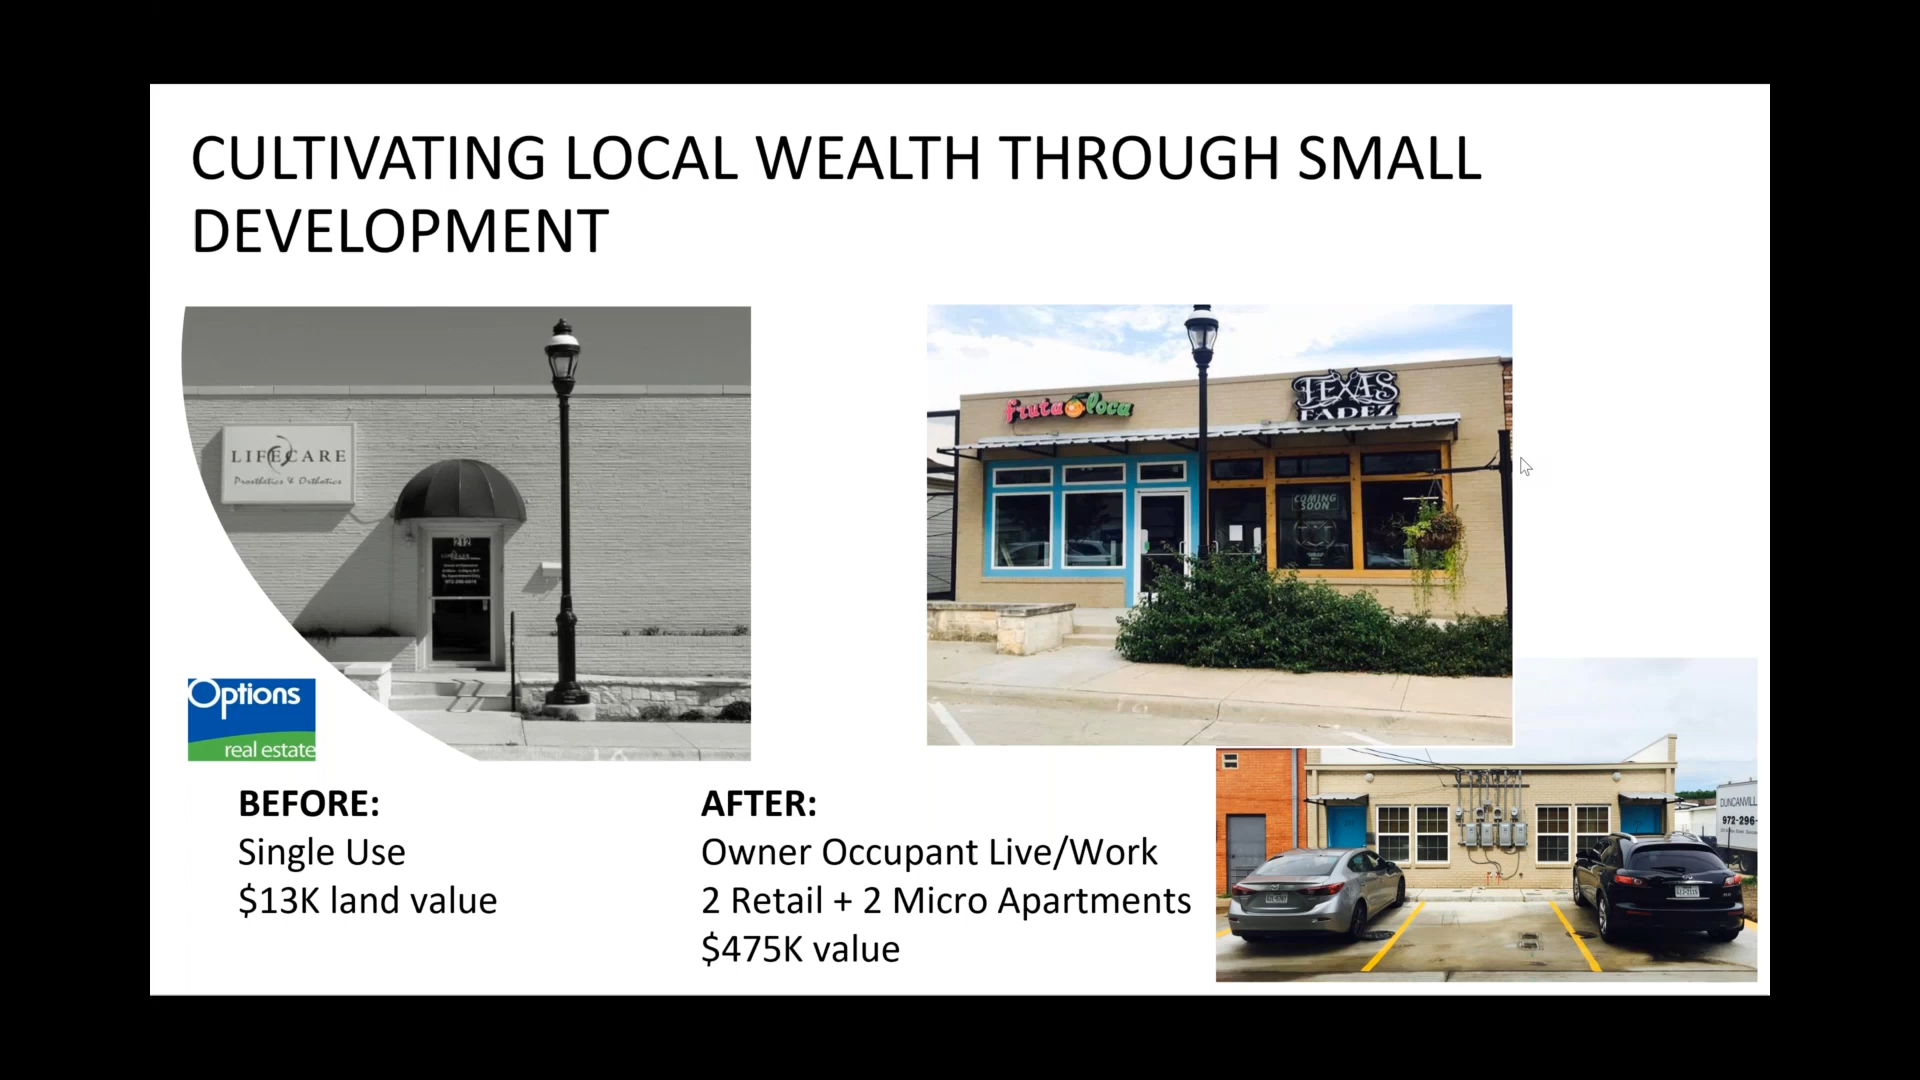 CULTIVATING LOCAL WEALTH THROUGH SMALL
DEVELOPMENT
LIFECARE
Prosthetics & Orthotics
212
fruta loca
TEXAS
FADEZ
COMING
SOON
Options
real estate
BEFORE:
Single Use
$13K land value
AFTER:
Owner Occupant Live/Work
2 Retail + 2 Micro Apartments
$475K value
DUNCANVILL
972-296-